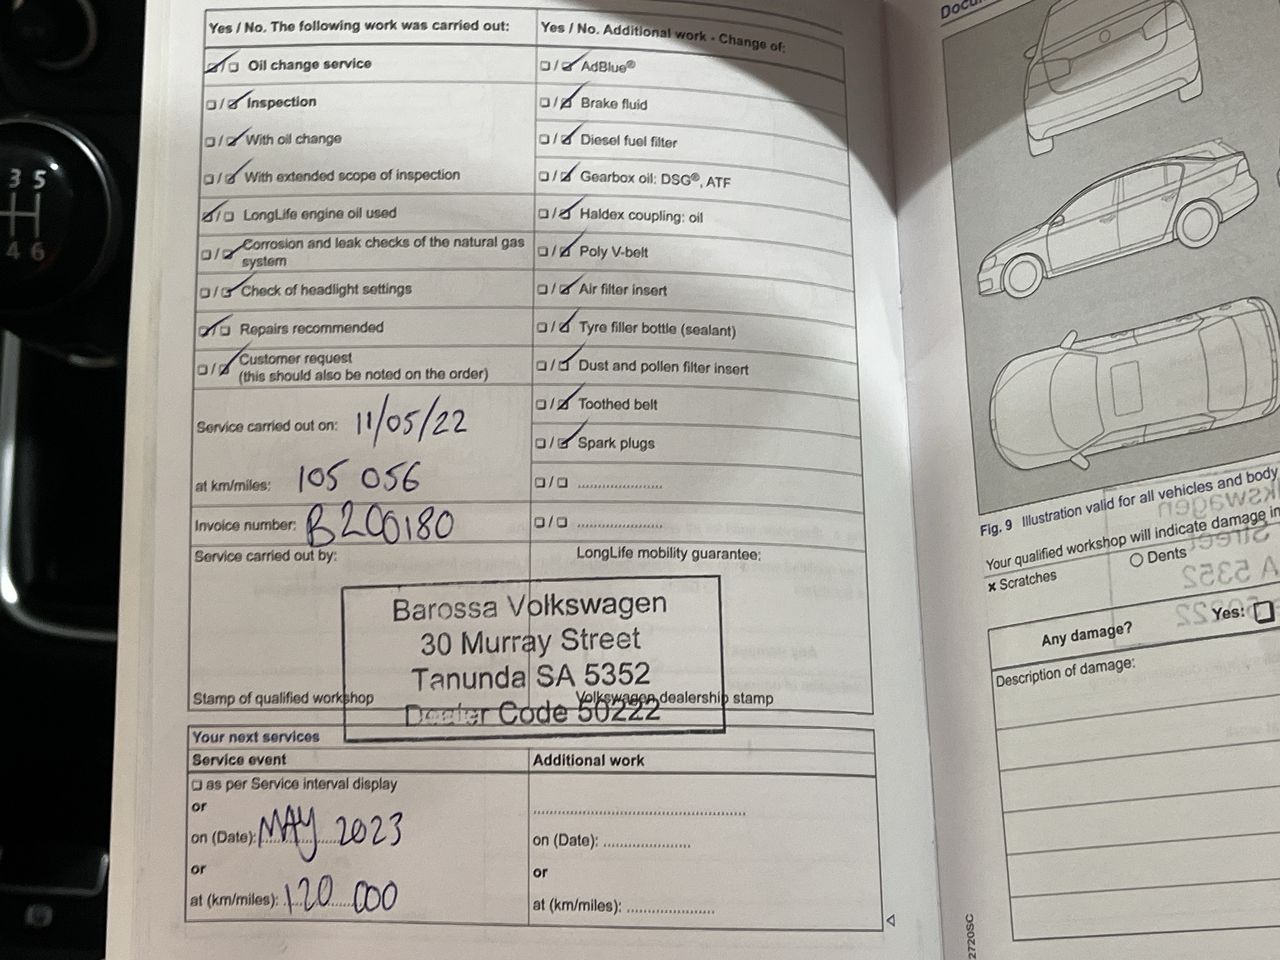 3 5
4 6
Yes / No. The following work was carried out:
☑/☐ Oil change service
☐/☑ Inspection
☐/☑ With oil change
☐/☑ With extended scope of inspection
☑/☐ LongLife engine oil used
☐/☑ Corrosion and leak checks of the natural gas
system
☐/☑ Check of headlight settings
☑/☐ Repairs recommended
☐/☑ Customer request
(this should also be noted on the order)
Service carried out on: 11/05/22
at km/miles: 105 056
Invoice number: B200180
Yes / No. Additional work - Change of:
☐/☑ AdBlue®
☐/☑ Brake fluid
☐/☑ Diesel fuel filter
☐/☑ Gearbox oil: DSG®, ATF
☐/☑ Haldex coupling: oil
☐/☑ Poly V-belt
☐/☑ Air filter insert
☐/☑ Tyre filler bottle (sealant)
☐/☑ Dust and pollen filter insert
☐/☑ Toothed belt
☐/☑ Spark plugs
☐/☐ ......................
☐/☐ ......................
Service carried out by:
LongLife mobility guarantee:
Barossa Volkswagen
30 Murray Street
Tanunda SA 5352
Dealer Code 50222
Stamp of qualified workshop
Volkswagen dealership stamp
Your next services
Service event
☐ as per Service interval display
or
on (Date): MAY 2023
or
at (km/miles): 120 000
Additional work
on (Date): ......................
or
at (km/miles): ......................
Fig. 9 Illustration valid for all vehicles and body
Your qualified workshop will indicate damage in
x Scratches
O Dents
Any damage?
Yes: ☐
Description of damage:
2720SC